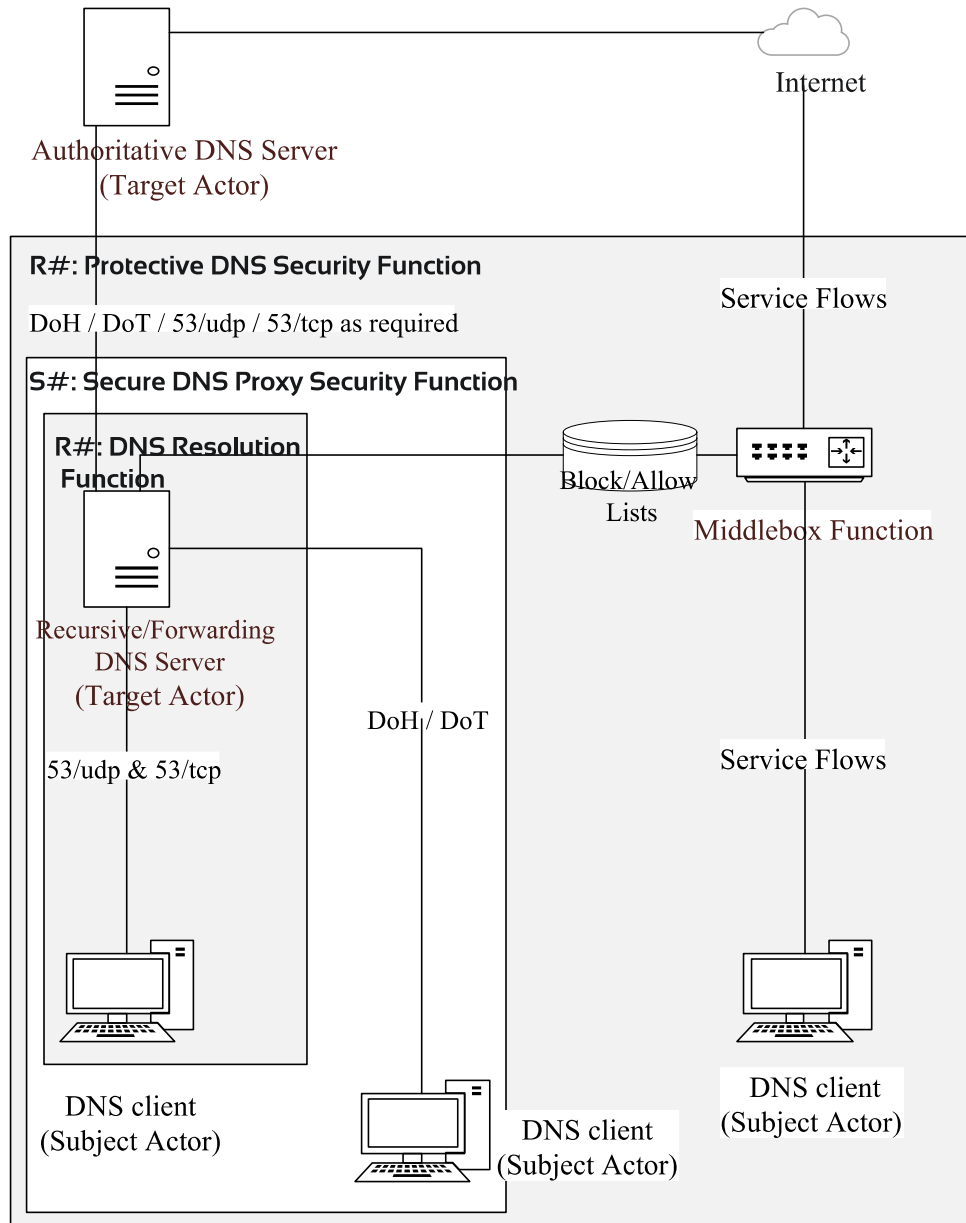 Internet
Authoritative DNS Server
(Target Actor)
R#: Protective DNS Security Function
Service Flows
DoH / DoT / 53/udp / 53/tcp as required
S#: Secure DNS Proxy Security Function
R#: DNS Resolution
Function
Block/Allow
Lists
Middlebox Function
Recursive/Forwarding
DNS Server
(Target Actor)
DoH / DoT
53/udp & 53/tcp
Service Flows
DNS client
(Subject Actor)
DNS client
(Subject Actor)
DNS client
(Subject Actor)